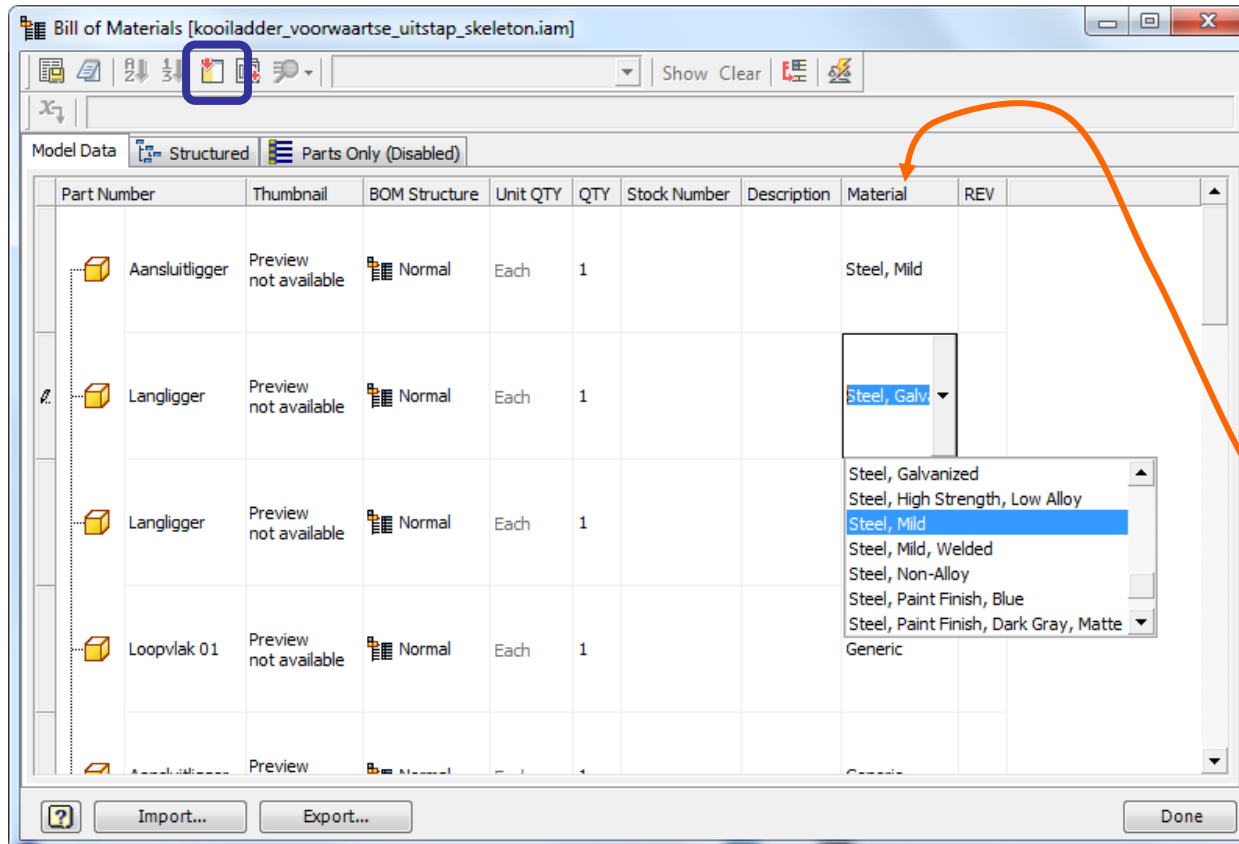 Bill of Materials [kooiladder_voorwaartse_uitstap_skeleton.iam]
Show Clear
Model Data Structured Parts Only (Disabled)
Part Number Thumbnail BOM Structure Unit QTY QTY Stock Number Description Material REV
Aansluitligger Preview not available Normal Each 1 Steel, Mild
Langligger Preview not available Normal Each 1 Steel, Galv
Steel, Galvanized
Steel, High Strength, Low Alloy
Steel, Mild
Steel, Mild, Welded
Steel, Non-Alloy
Steel, Paint Finish, Blue
Steel, Paint Finish, Dark Gray, Matte
Langligger Preview not available Normal Each 1
Loopvlak 01 Preview not available Normal Each 1 Generic
Preview 1
Import... Export... Done